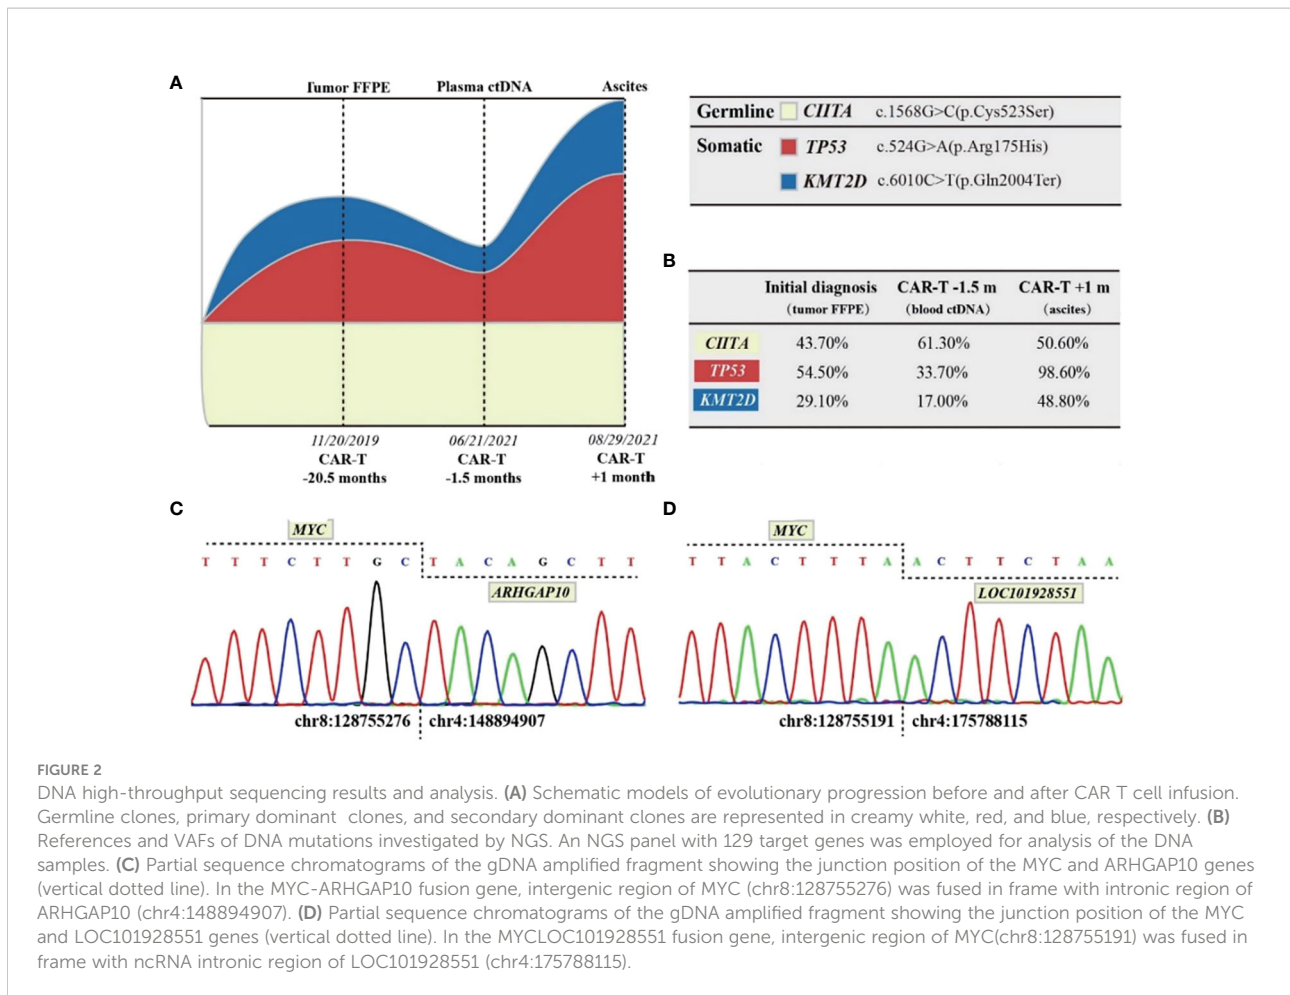 A
Tumor FFPE Plasma ctDNA Ascites
11/20/2019 06/21/2021 08/29/2021
CAR-T CAR-T CAR-T
-20.5 months -1.5 months +1 month
Germline CIITA c.1568G>C(p.Cys523Ser)
Somatic TP53 c.524G>A(p.Arg175His)
KMT2D c.6010C>T(p.Gln2004Ter)
B
Initial diagnosis CAR-T -1.5 m CAR-T +1 m
(tumor FFPE) (blood ctDNA) (ascites)
CIITA 43.70% 61.30% 50.60%
TP53 54.50% 33.70% 98.60%
KMT2D 29.10% 17.00% 48.80%
C
MYC
T T T C T T G C T A C A G C T T
ARHGAP10
chr8:128755276 chr4:148894907
D
MYC
T T A C T T T A A C T T C T A A
LOC101928551
chr8:128755191 chr4:175788115
FIGURE 2
DNA high-throughput sequencing results and analysis. (A) Schematic models of evolutionary progression before and after CAR T cell infusion.
Germline clones, primary dominant clones, and secondary dominant clones are represented in creamy white, red, and blue, respectively. (B)
References and VAFs of DNA mutations investigated by NGS. An NGS panel with 129 target genes was employed for analysis of the DNA
samples. (C) Partial sequence chromatograms of the gDNA amplified fragment showing the junction position of the MYC and ARHGAP10 genes
(vertical dotted line). In the MYC-ARHGAP10 fusion gene, intergenic region of MYC (chr8:128755276) was fused in frame with intronic region of
ARHGAP10 (chr4:148894907). (D) Partial sequence chromatograms of the gDNA amplified fragment showing the junction position of the MYC
and LOC101928551 genes (vertical dotted line). In the MYCLOC101928551 fusion gene, intergenic region of MYC(chr8:128755191) was fused in
frame with ncRNA intronic region of LOC101928551 (chr4:175788115).